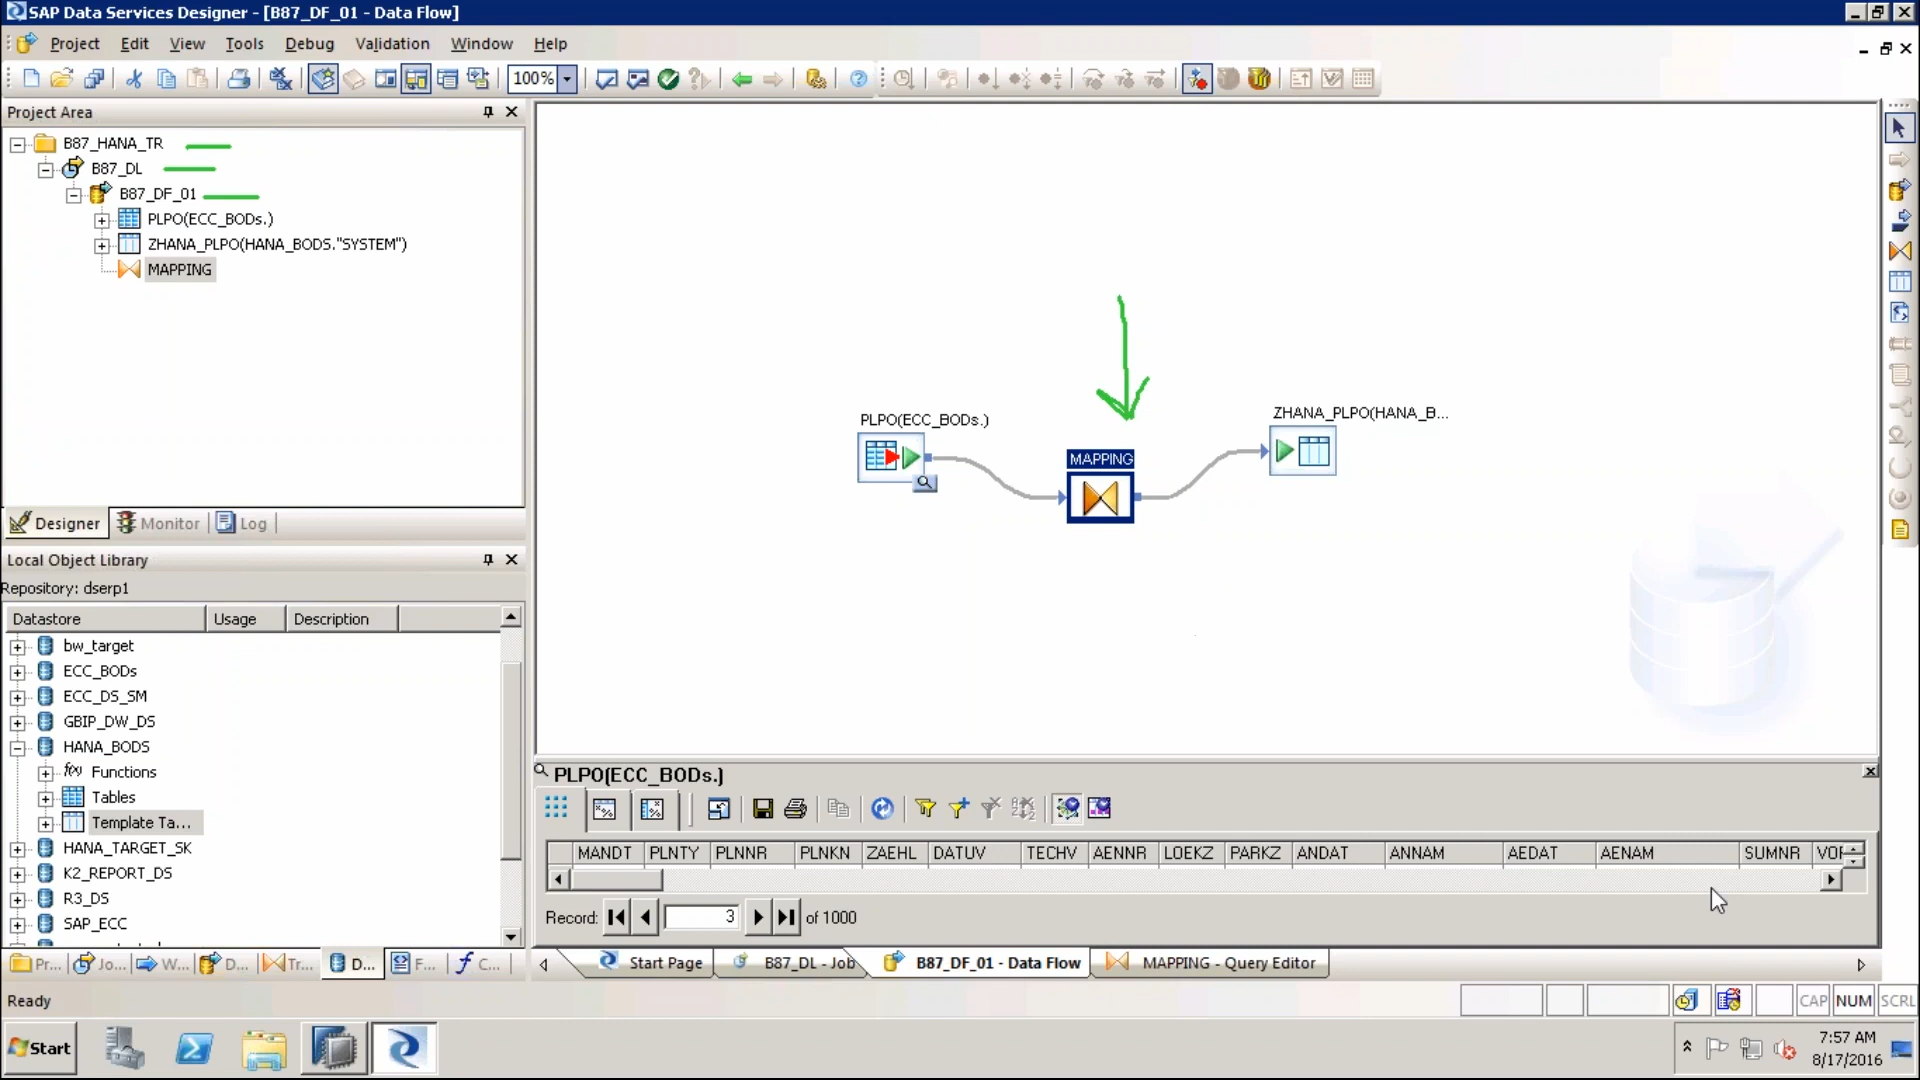 SAP Data Services Designer - [B87_DF_01 - Data Flow]
Project Edit View Tools Debug Validation Window Help
100%
Project Area
B87_HANA_TR
B87_DL
B87_DF_01
PLPO(ECC_BODs.)
ZHANA_PLPO(HANA_BODS."SYSTEM")
MAPPING
Designer Monitor Log
Local Object Library
Repository: dserp1
Datastore Usage Description
bw_target
ECC_BODs
ECC_DS_SM
GBIP_DW_DS
HANA_BODS
f(x) Functions
Tables
Template Ta...
HANA_TARGET_SK
K2_REPORT_DS
R3_DS
SAP_ECC
Pr... Jo... W... D... Tr... D... F... C...
PLPO(ECC_BODs.)
MAPPING
ZHANA_PLPO(HANA_B...
PLPO(ECC_BODs.)
MANDT PLNTY PLNNR PLNKN ZAEHL DATUV TECHV AENNR LOEKZ PARKZ ANDAT ANNAM AEDAT AENAM SUMNR
Record: 3 of 1000
Start Page B87_DL - Job B87_DF_01 - Data Flow MAPPING - Query Editor
Ready
CAP NUM SCRL
Start
7:57 AM
8/17/2016